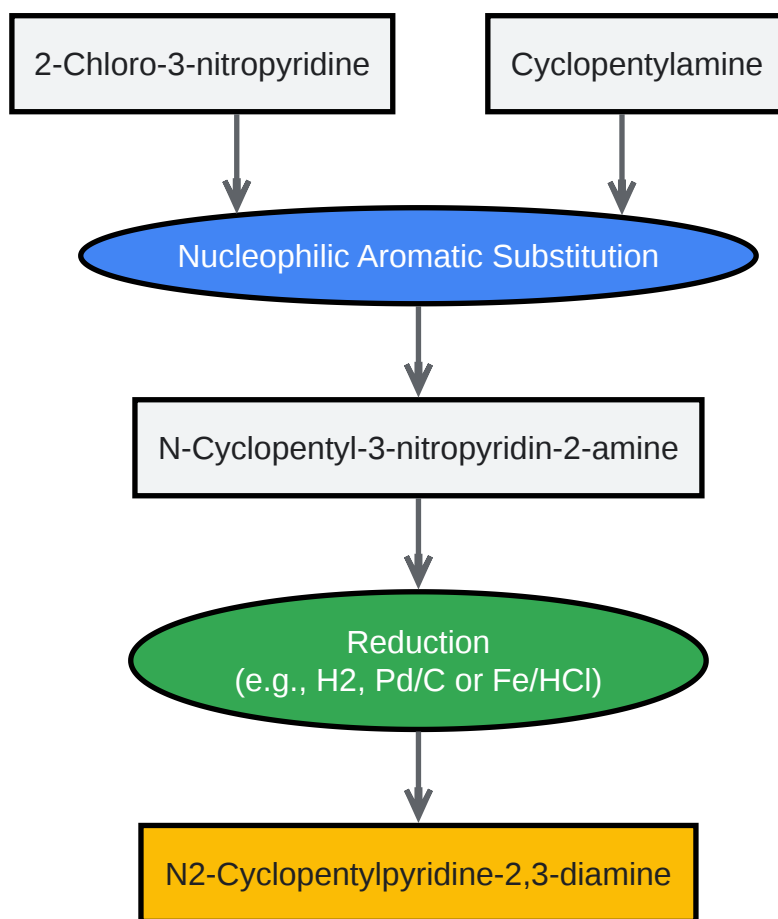 2-Chloro-3-nitropyridine
Cyclopentylamine
Nucleophilic Aromatic Substitution
N-Cyclopentyl-3-nitropyridin-2-amine
Reduction
(e.g., H2, Pd/C or Fe/HCl)
N2-Cyclopentylpyridine-2,3-diamine